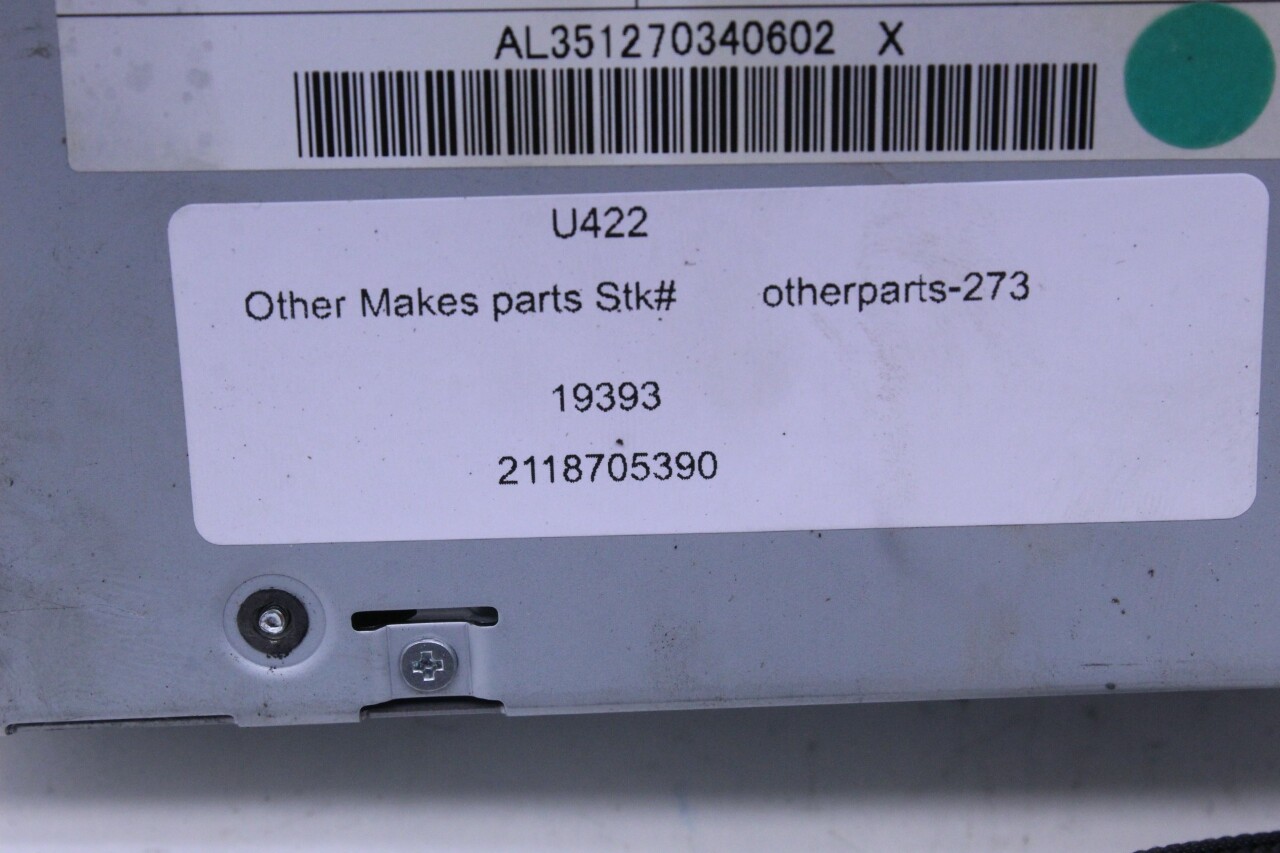 AL351270340602 X
U422
Other Makes parts Stk# otherparts-273
19393
2118705390